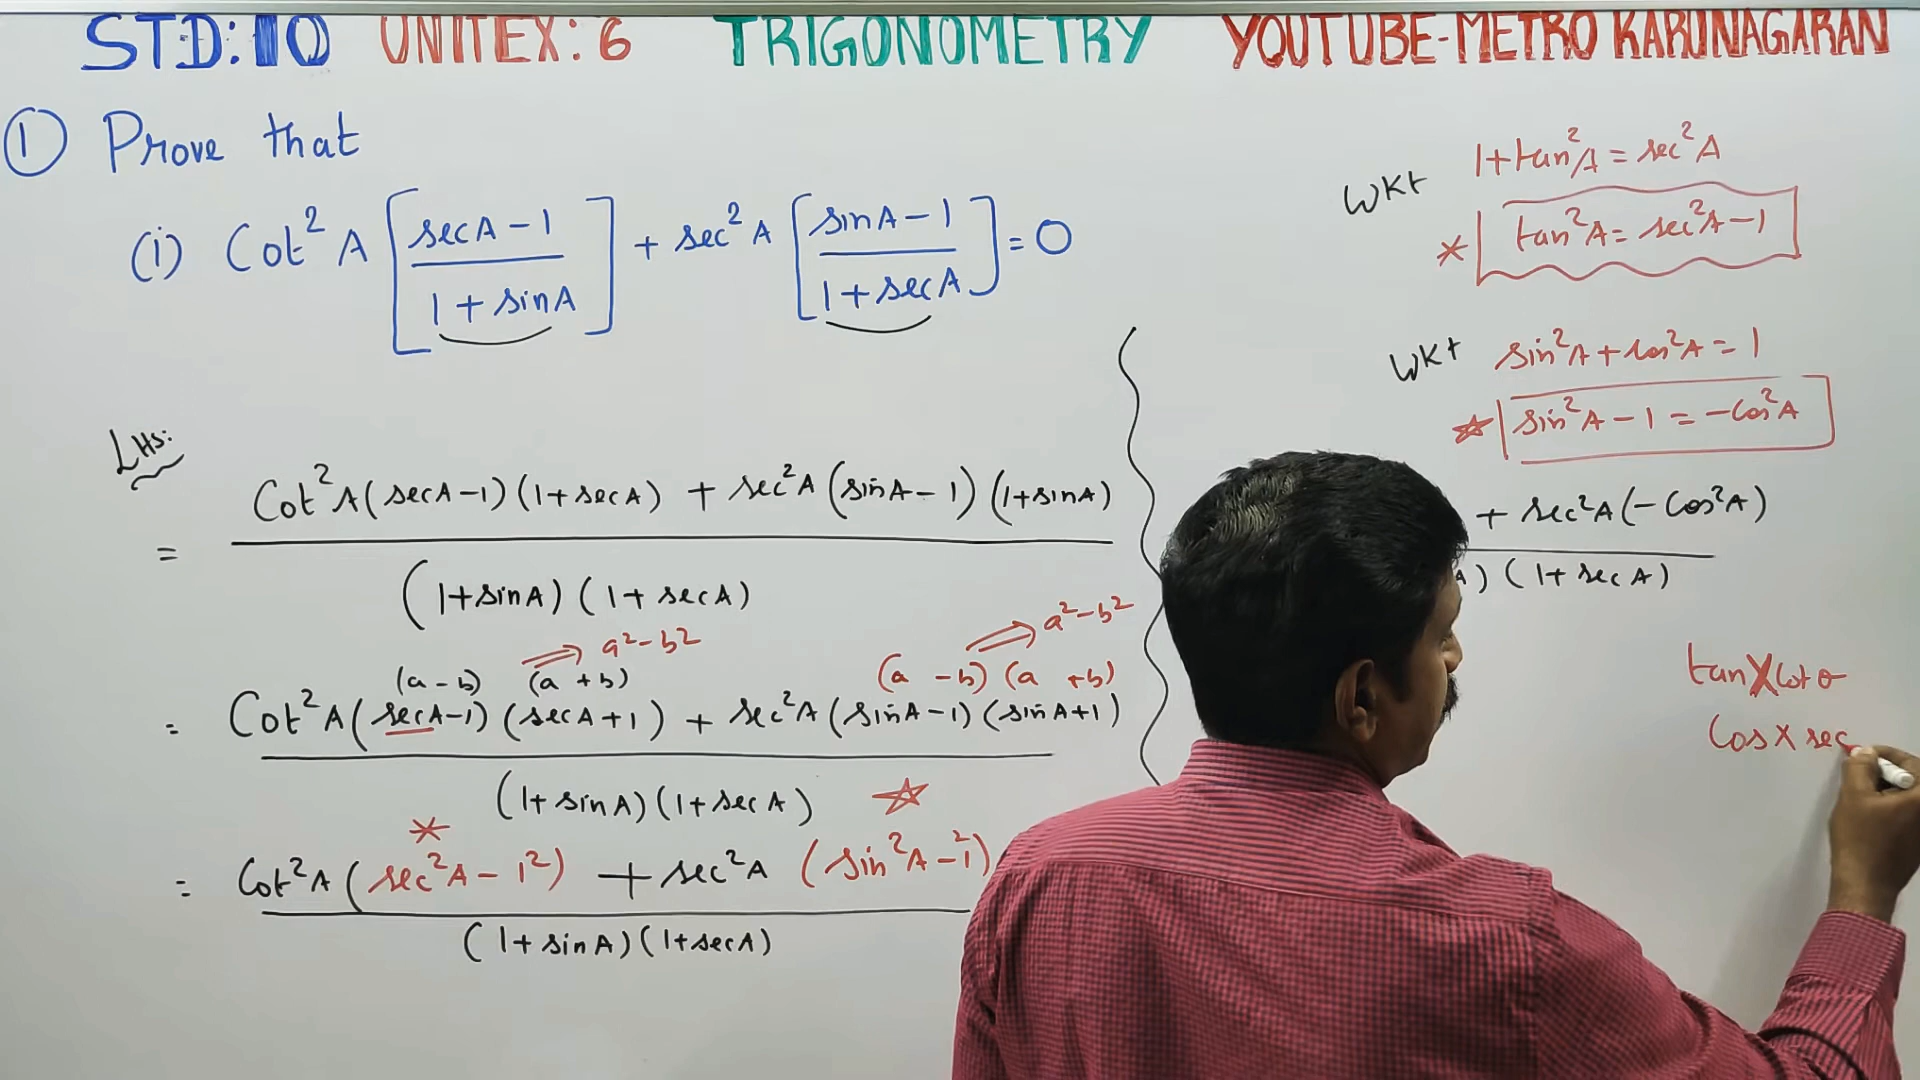 STD: 10 UNIT EX: 6 TRIGONOMETRY YOUTUBE-METRO KARUNAGARAN
① Prove that
(i) Cot² A [secA - 1 / 1 + sinA] + sec² A [sinA - 1 / 1 + secA] = 0
LHS:
= Cot²A(secA-1)(1+secA) + sec²A(sinA-1)(1+sinA)
(1+sinA)(1+secA)
a²-b² a²-b²
(a-b) (a+b) (a-b)(a+b)
= Cot²A(secA-1)(secA+1) + sec²A(sinA-1)(sinA+1)
(1+sinA)(1+secA)
= Cot²A(sec²A-1²) + sec²A(sin²A-1²)
(1+sinA)(1+secA)
WKt 1+tan²A = sec²A
tan²A = sec²A-1
WKt sin²A+cos²A = 1
sin²A-1 = -Cos²A
+ sec²A(-Cos²A)
A)(1+secA)
tan X cot θ
Cos X sec